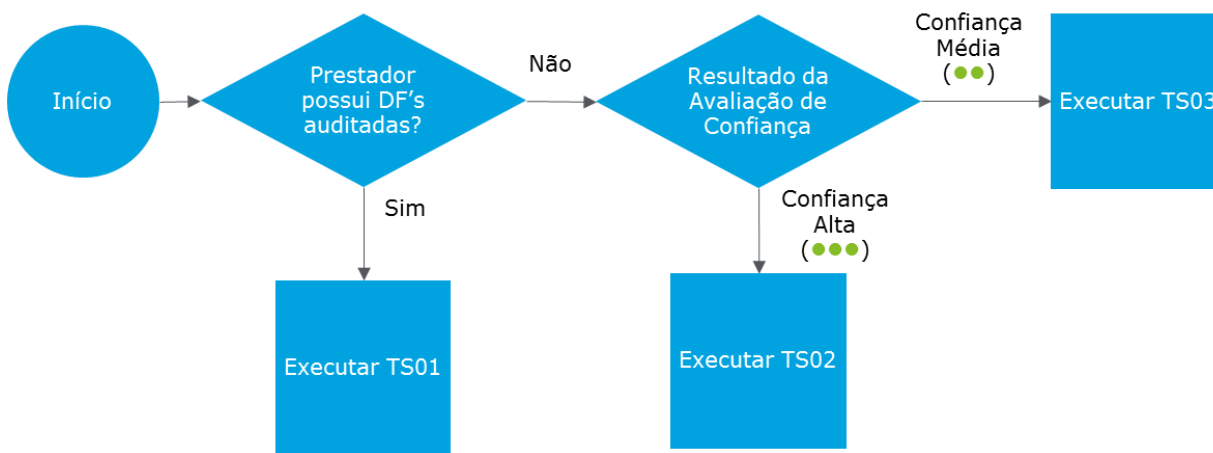 Início
Prestador
possui DF's
auditadas?
Não
Resultado da
Avaliação de
Confiança
Confiança
Média
(●●)
Executar TS03
Sim
Confiança
Alta
(●●●)
Executar TS01
Executar TS02